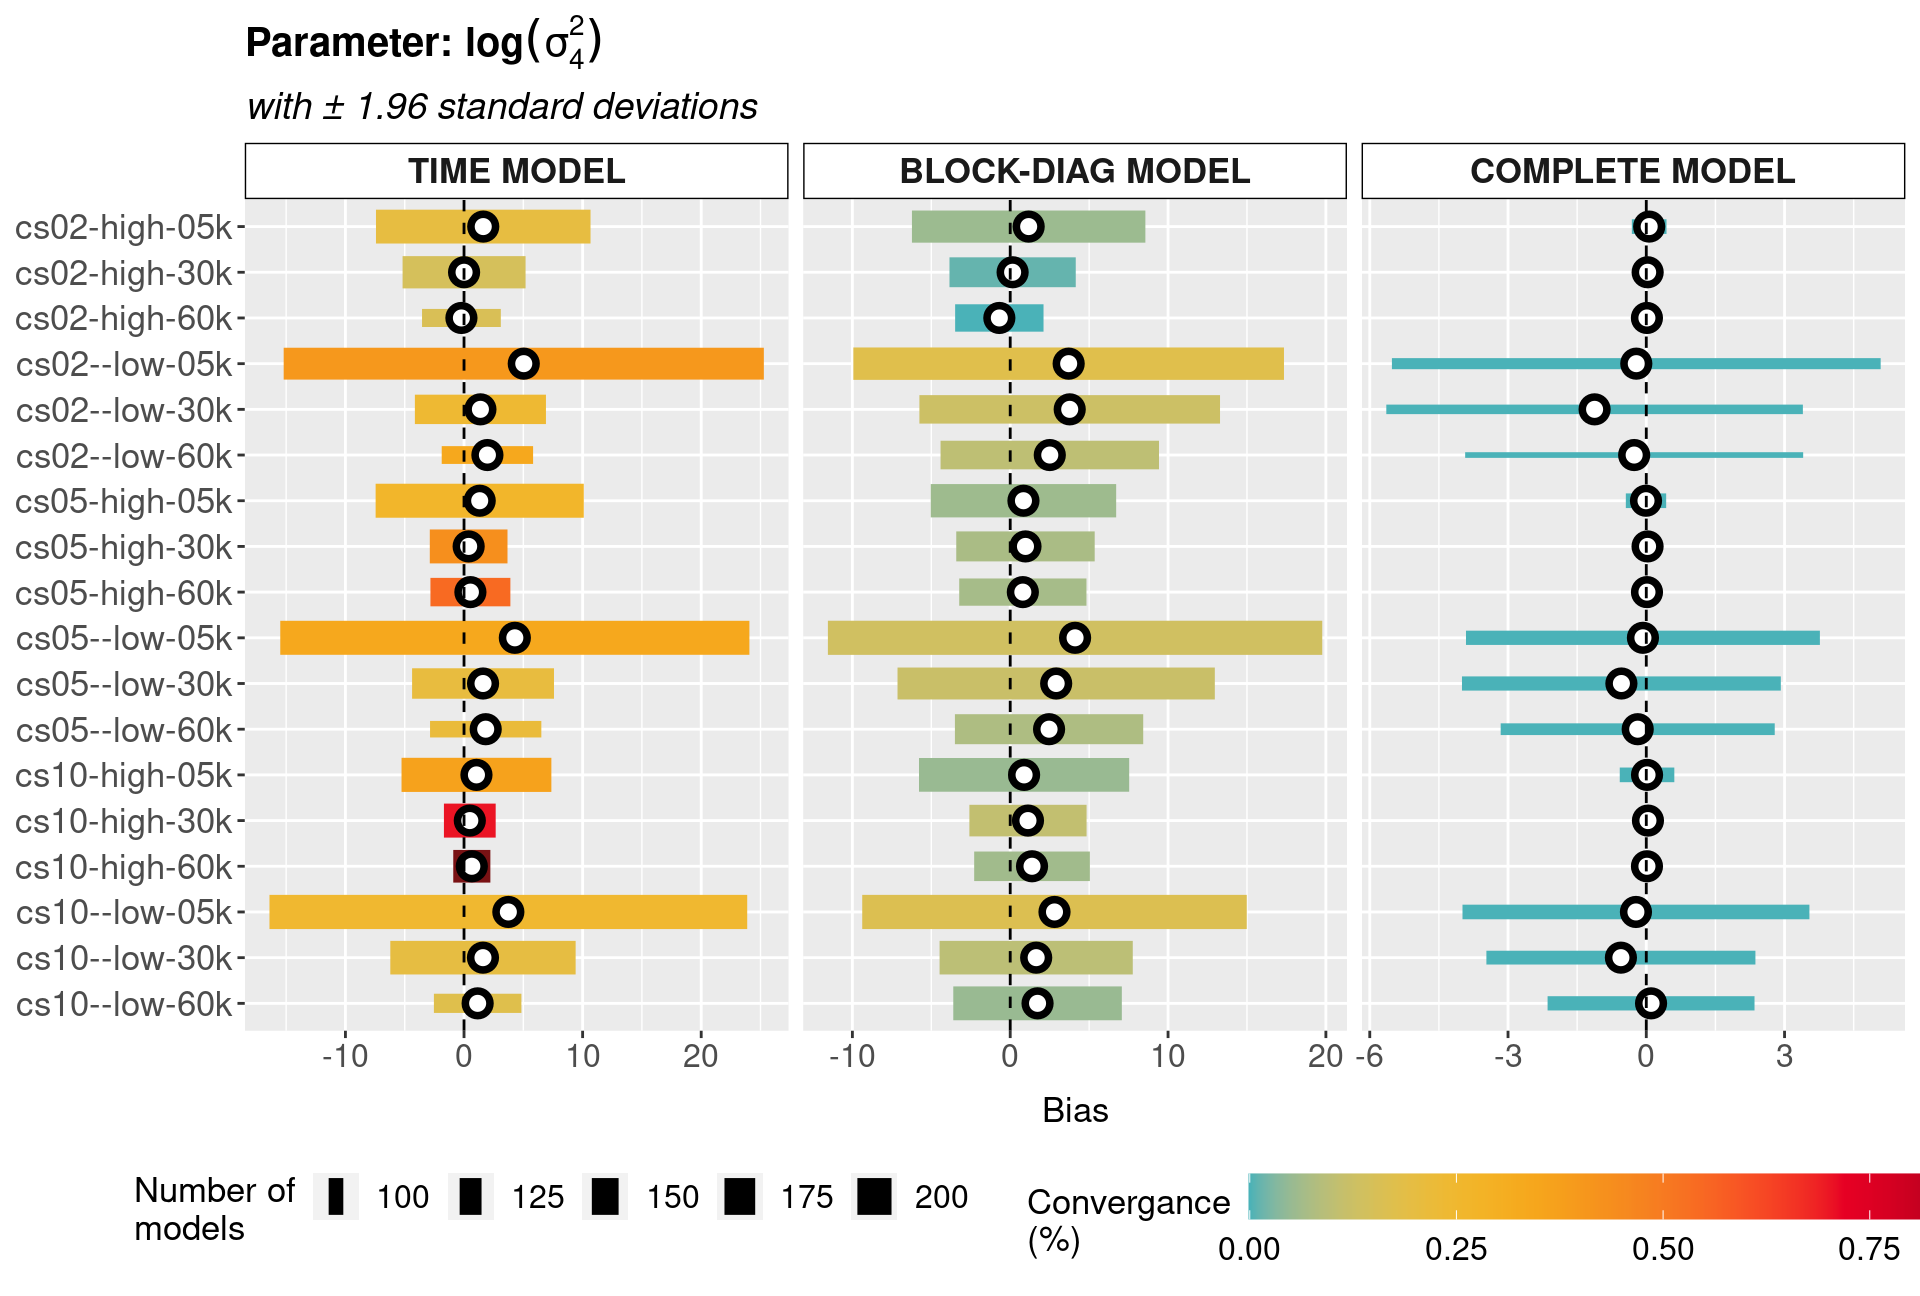 Parameter: log(σ₄²)
with ± 1.96 standard deviations
TIME MODEL BLOCK-DIAG MODEL COMPLETE MODEL
cs02-high-05k
cs02-high-30k
cs02-high-60k
cs02--low-05k
cs02--low-30k
cs02--low-60k
cs05-high-05k
cs05-high-30k
cs05-high-60k
cs05--low-05k
cs05--low-30k
cs05--low-60k
cs10-high-05k
cs10-high-30k
cs10-high-60k
cs10--low-05k
cs10--low-30k
cs10--low-60k
-10 0 10 20 -10 0 10 20 -6 -3 0 3
Bias
Number of models 100 125 150 175 200
Convergance (%)
0.00 0.25 0.50 0.75